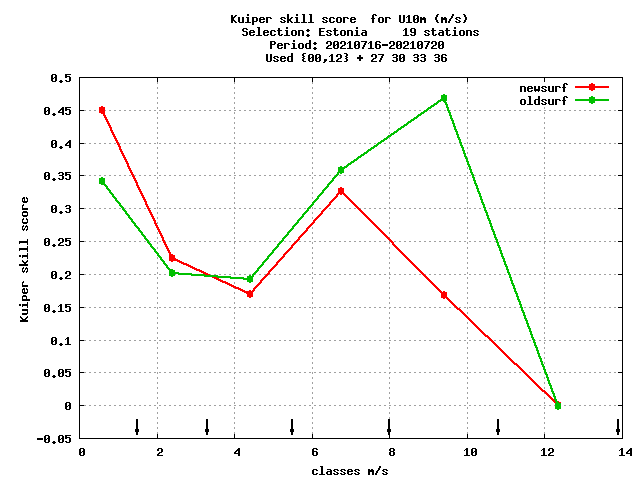 Kuiper skill score  for U10m (m/s)
Selection: Estonia     19 stations
Period: 20210716-20210720
Used {00,12} + 27 30 33 36
newsurf
oldsurf
Kuiper skill score
0.5
0.45
0.4
0.35
0.3
0.25
0.2
0.15
0.1
0.05
0
-0.05
0 2 4 6 8 10 12 14
classes m/s